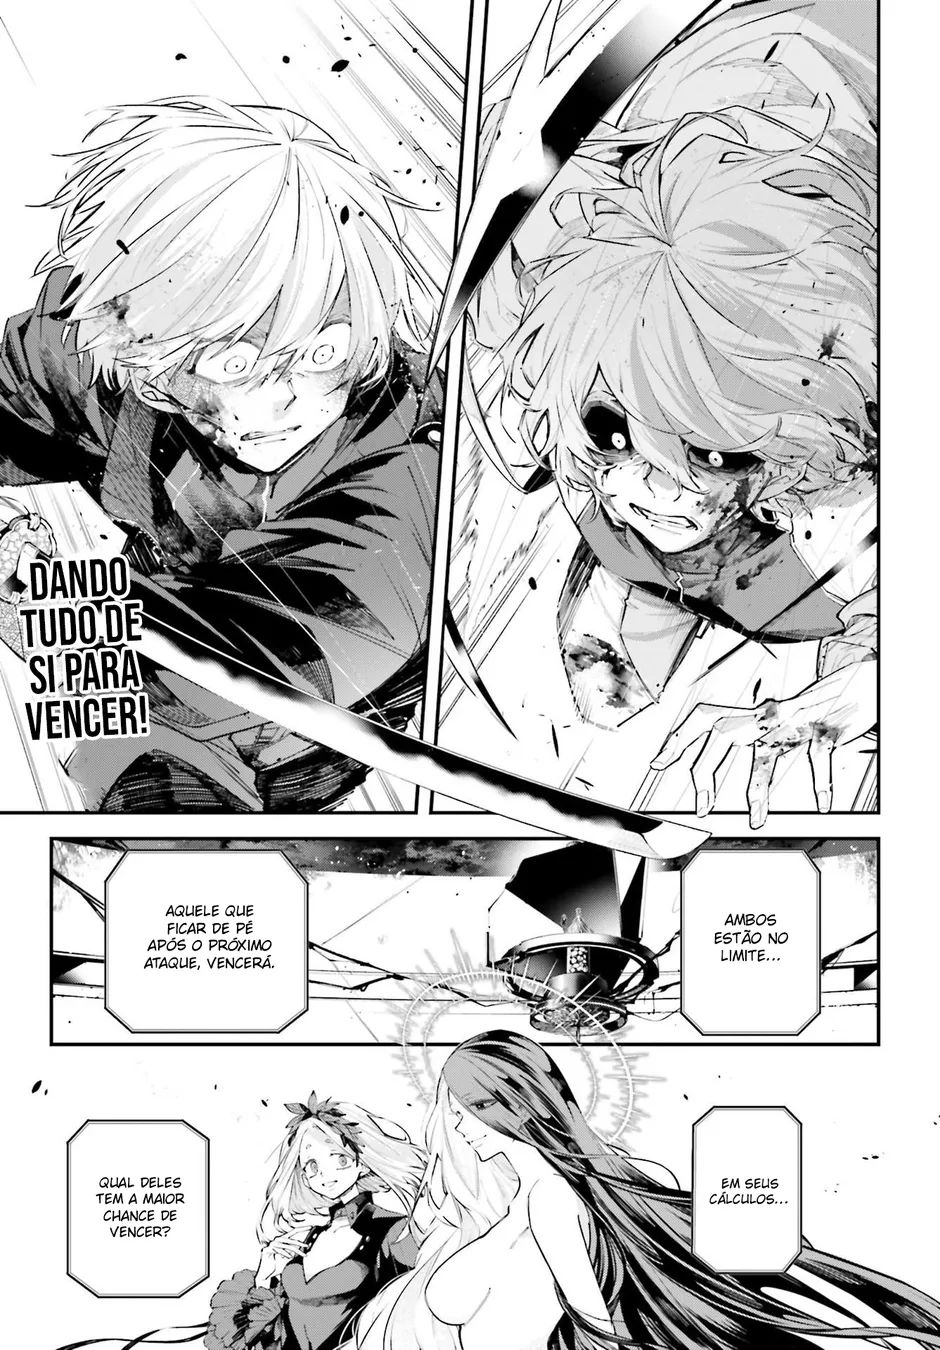 DANDO
TUDO DE
SI PARA
VENCER!
AMBOS
ESTÃO NO
LIMITE...
AQUELE QUE
FICAR DE PÉ
APÓS O PRÓXIMO
ATAQUE, VENCERÁ.
EM SEUS
CÁLCULOS...
QUAL DELES
TEM A MAIOR
CHANCE DE
VENCER?